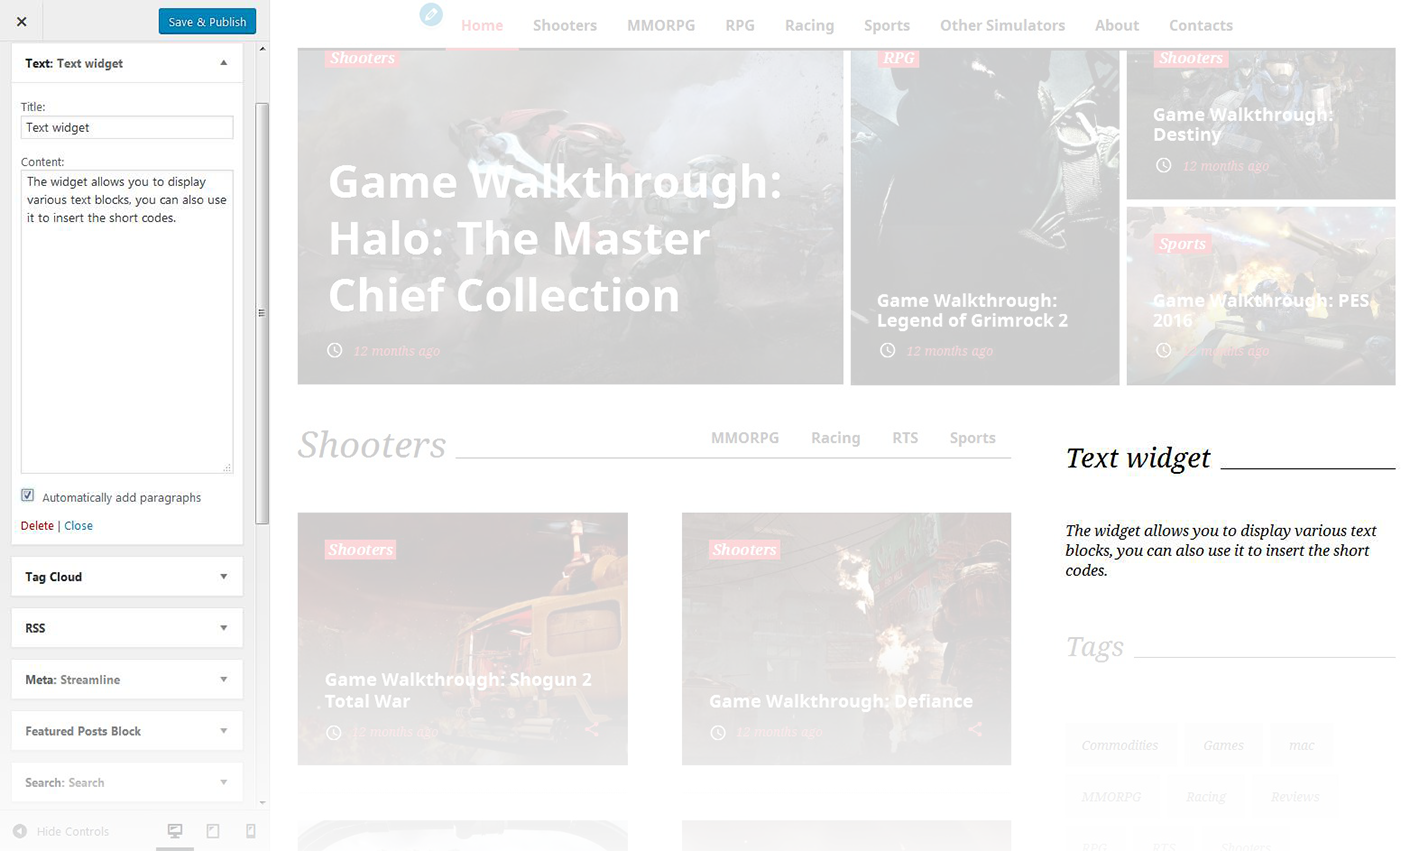 Save & Publish
Text: Text widget
Title:
Text widget
Content:
The widget allows you to display
various text blocks, you can also use
it to insert the short codes.
Automatically add paragraphs
Delete | Close
Tag Cloud
RSS
Meta: Streamline
Featured Posts Block
Search: Search
Hide Controls
Home Shooters MMORPG RPG Racing Sports Other Simulators About Contacts
Shooters
Game Walkthrough:
Halo: The Master
Chief Collection
12 months ago
RPG
Game Walkthrough:
Legend of Grimrock 2
12 months ago
Shooters
Game Walkthrough:
Destiny
12 months ago
Sports
Game Walkthrough: PES
2016
12 months ago
Shooters
MMORPG Racing RTS Sports
Shooters
Game Walkthrough: Shogun 2
Total War
12 months ago
Shooters
Game Walkthrough: Defiance
12 months ago
Text widget
The widget allows you to display various text
blocks, you can also use it to insert the short
codes.
Tags
Commodities Games mac
MMORPG Racing Reviews
RPG RTS Shooters